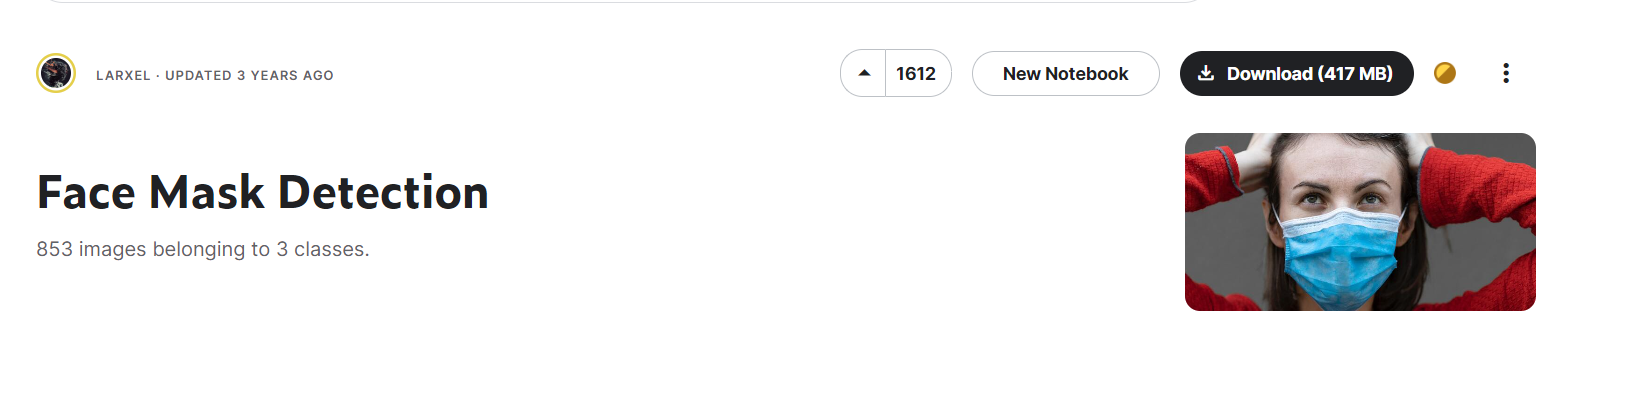 LARXEL · UPDATED 3 YEARS AGO
1612
New Notebook
Download (417 MB)
Face Mask Detection
853 images belonging to 3 classes.